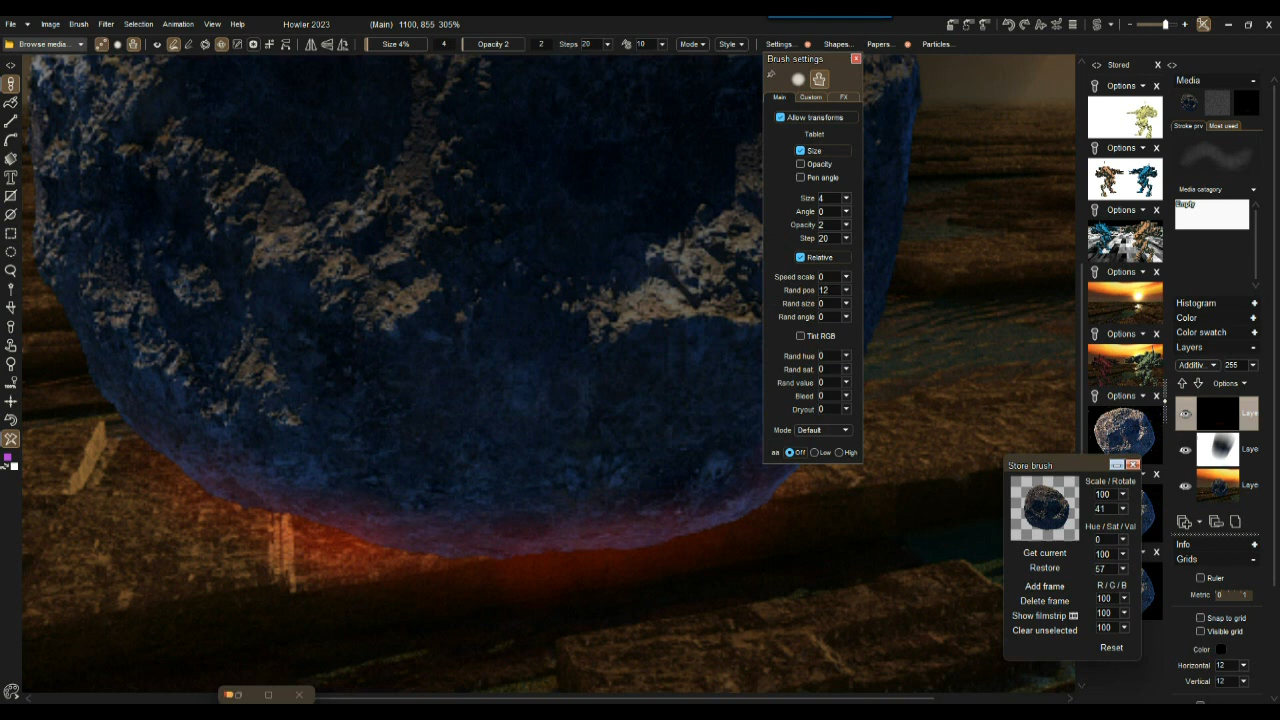 File Image Brush Filter Selection Animation View Help Howler 2023 (Main) 1100, 855 305%
Browse media... Size 4% 4 Opacity 2 2 Steps 20 10 Mode Style Settings... Shapes... Papers... Particles...
Brush settings
Main Custom FX
Allow transforms
Tablet
Size
Opacity
Pen angle
Size 4
Angle 0
Opacity 2
Step 20
Relative
Speed scale 0
Rand pos 12
Rand size 0
Rand angle 0
Tint RGB
Rand hue 0
Rand sat. 0
Rand value 0
Bleed 0
Dryout 0
Mode Default
aa Off Low High
Stored
Options
Options
Options
Options
Options
Options
Store brush
Scale / Rotate
100
41
Hue / Sat / Val
0
Get current 100
Restore 57
Add frame R / G / B
Delete frame 100
Show filmstrip 100
Clear unselected 100
Reset
Media
Stroke prv Most used
Media catagory
Empty
Histogram
Color
Color swatch
Layers
Additiv... 255
Options
Laye
Laye
Laye
Info
Grids
Ruler
Metric 0 1
Snap to grid
Visible grid
Color
Horizontal 12
Vertical 12